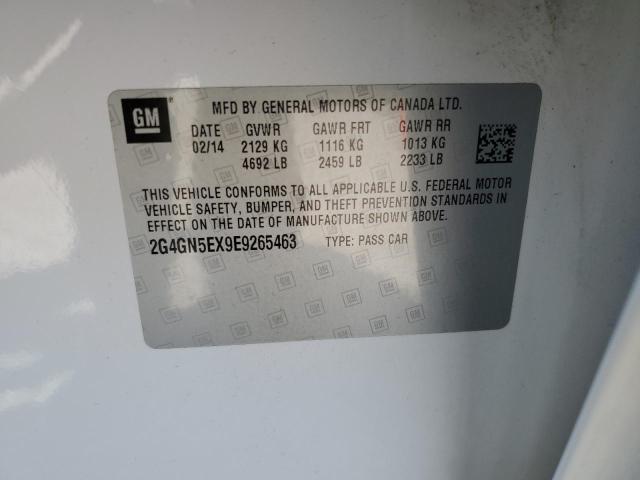 GM
MFD BY GENERAL MOTORS OF CANADA LTD.
DATE GVWR GAWR FRT GAWR RR
02/14 2129 KG 1116 KG 1013 KG
4692 LB 2459 LB 2233 LB
THIS VEHICLE CONFORMS TO ALL APPLICABLE U.S. FEDERAL MOTOR
VEHICLE SAFETY, BUMPER, AND THEFT PREVENTION STANDARDS IN
EFFECT ON THE DATE OF MANUFACTURE SHOWN ABOVE.
2G4GN5EX9E9265463 TYPE: PASS CAR